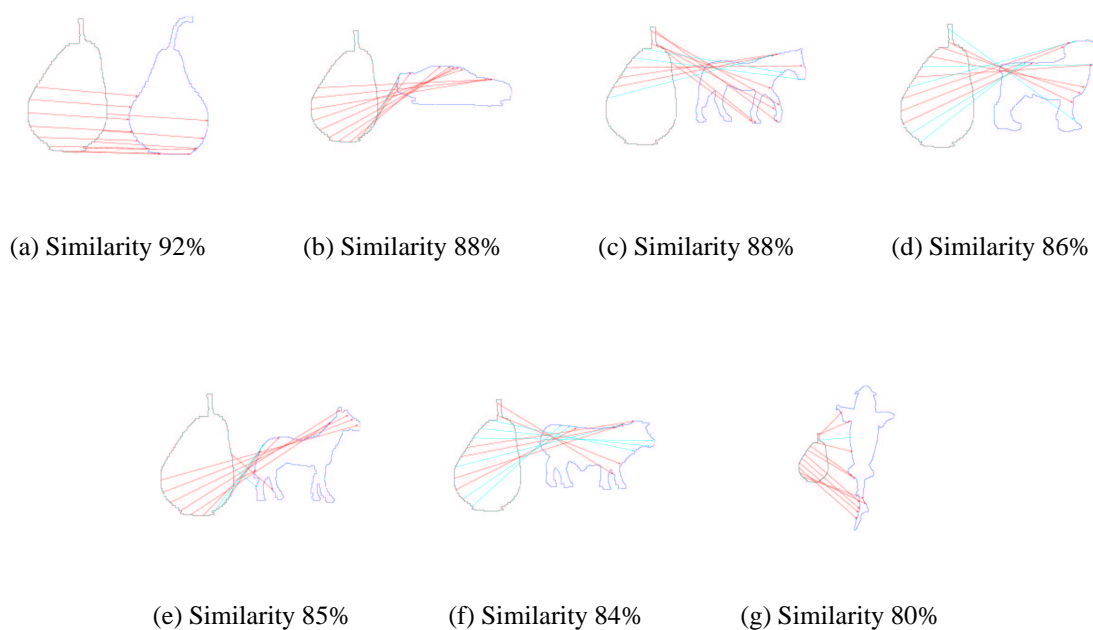 (a) Similarity 92%
(b) Similarity 88%
(c) Similarity 88%
(d) Similarity 86%
(e) Similarity 85%
(f) Similarity 84%
(g) Similarity 80%